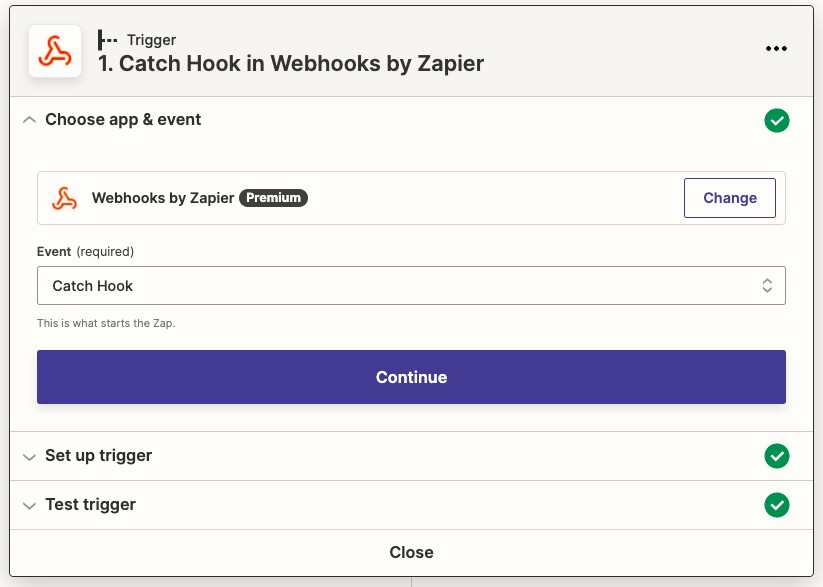 Trigger
1. Catch Hook in Webhooks by Zapier
Choose app & event
Webhooks by Zapier Premium
Change
Event (required)
Catch Hook
This is what starts the Zap.
Continue
Set up trigger
Test trigger
Close